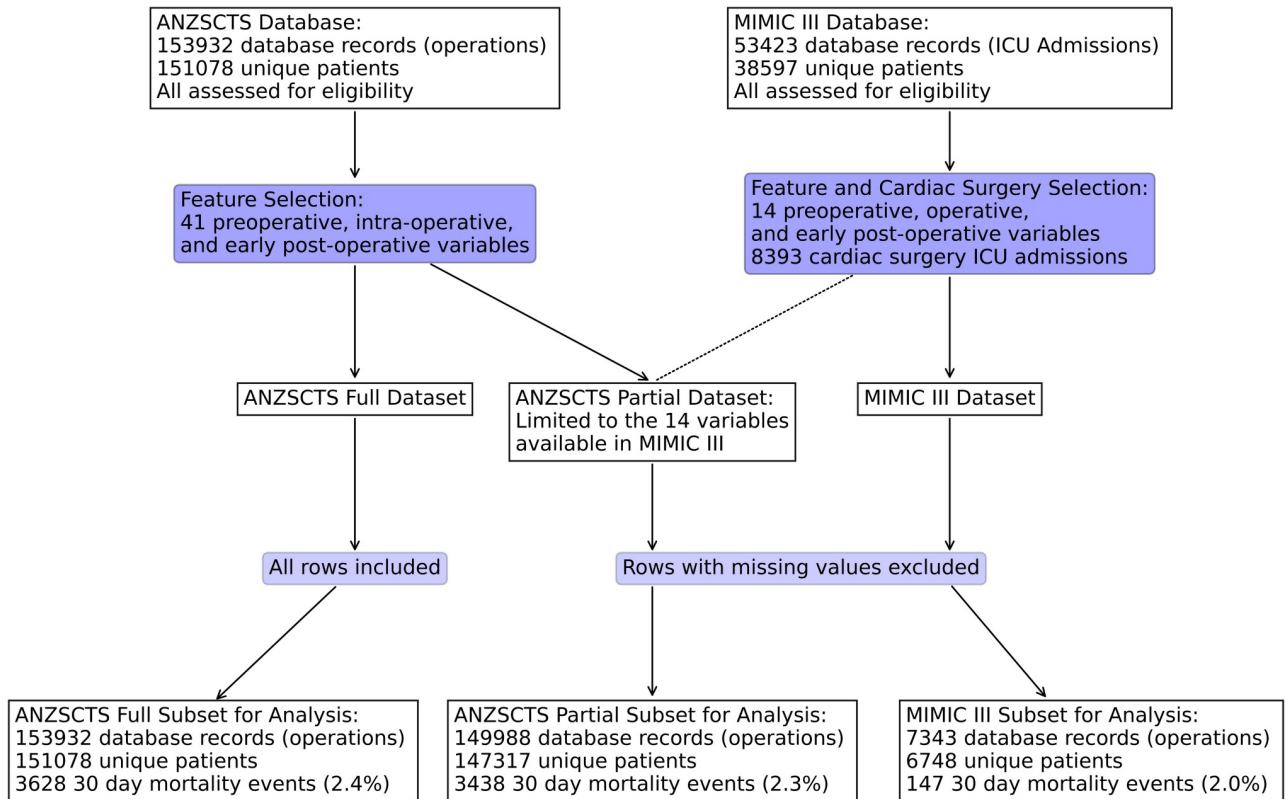 ANZSCTS Database:
153932 database records (operations)
151078 unique patients
All assessed for eligibility
MIMIC III Database:
53423 database records (ICU Admissions)
38597 unique patients
All assessed for eligibility
Feature Selection:
41 preoperative, intra-operative,
and early post-operative variables
Feature and Cardiac Surgery Selection:
14 preoperative, operative,
and early post-operative variables
8393 cardiac surgery ICU admissions
ANZSCTS Full Dataset
ANZSCTS Partial Dataset:
Limited to the 14 variables
available in MIMIC III
MIMIC III Dataset
All rows included
Rows with missing values excluded
ANZSCTS Full Subset for Analysis:
153932 database records (operations)
151078 unique patients
3628 30 day mortality events (2.4%)
ANZSCTS Partial Subset for Analysis:
149988 database records (operations)
147317 unique patients
3438 30 day mortality events (2.3%)
MIMIC III Subset for Analysis:
7343 database records (operations)
6748 unique patients
147 30 day mortality events (2.0%)